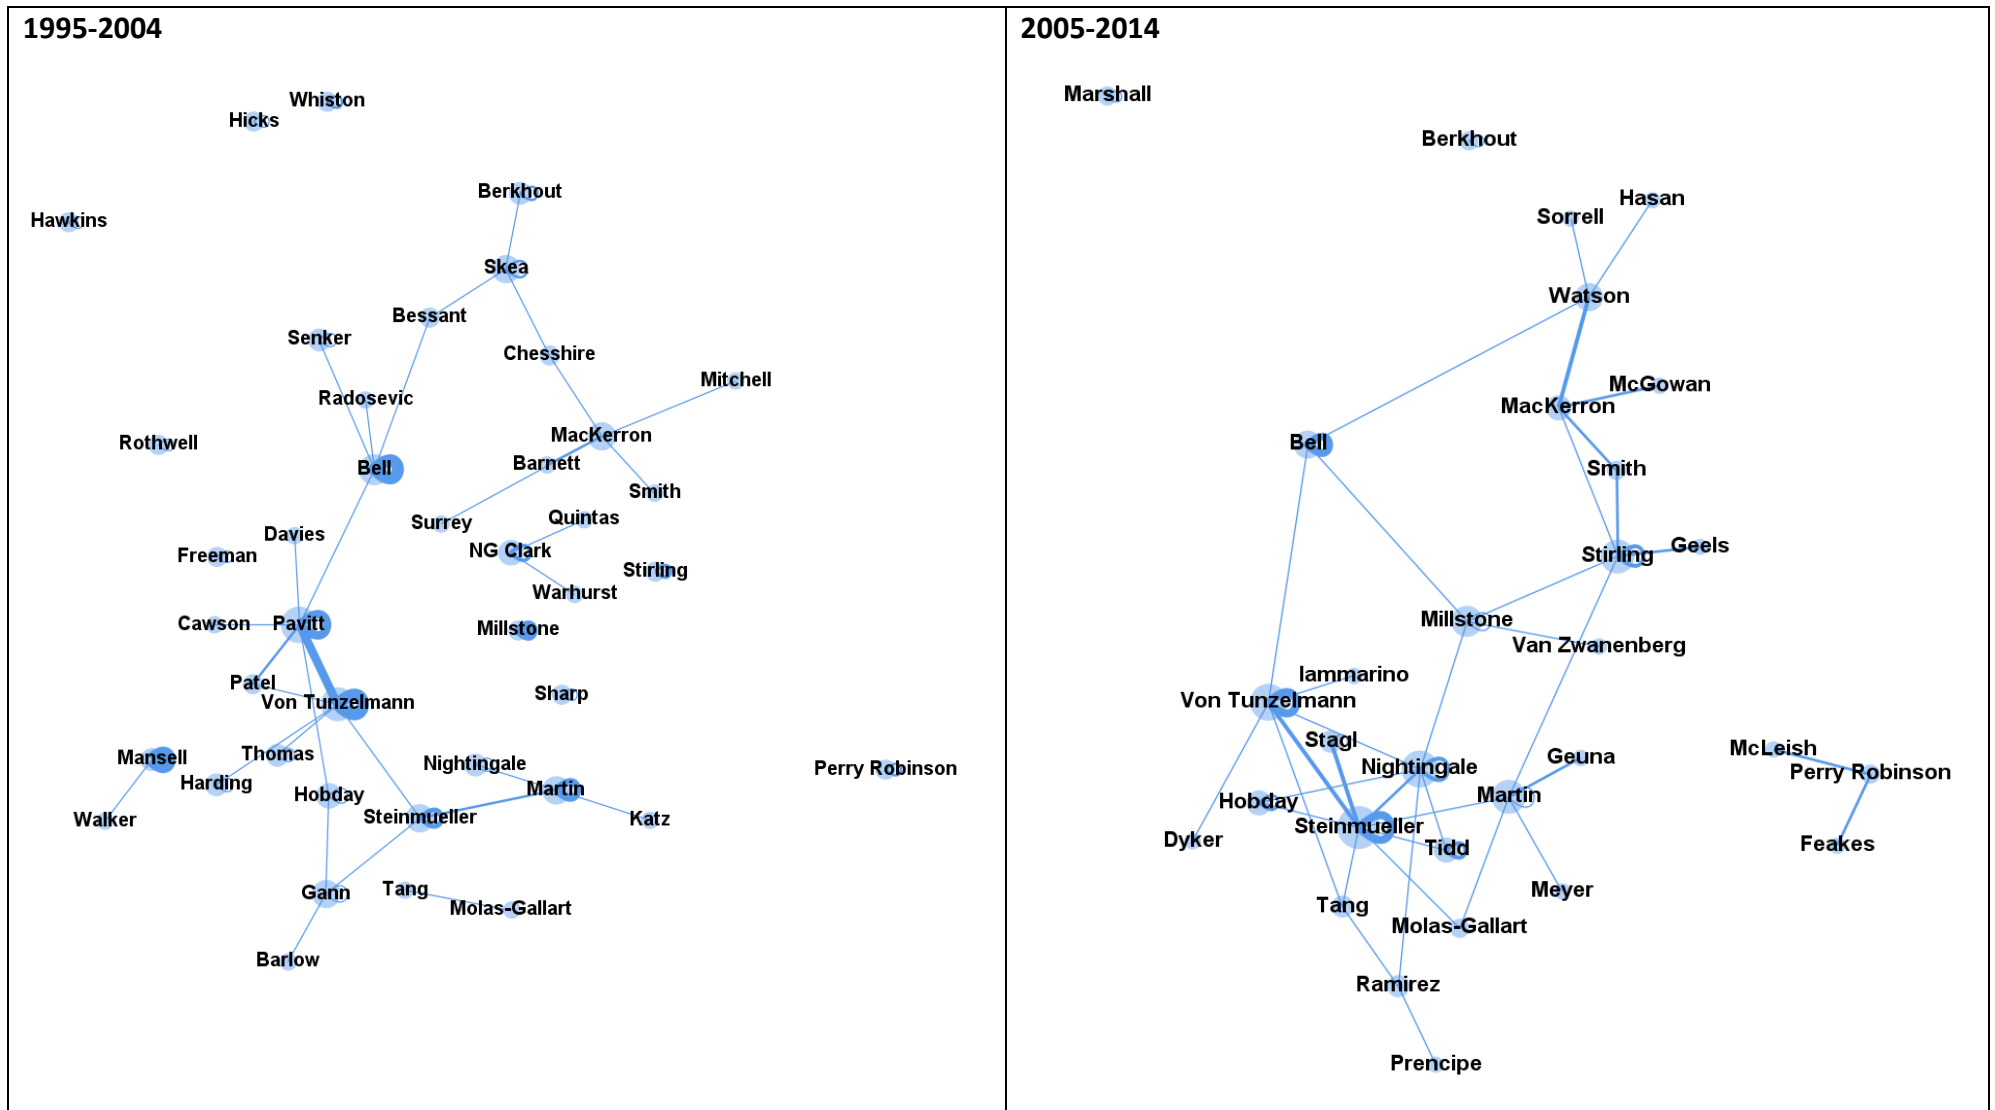 1995-2004
Whiston
Hicks
Berkhout
Hawkins
Skea
Bessant
Senker
Chesshire
Mitchell
Radosevic
MacKerron
Rothwell
Barnett
Bell
Smith
Quintas
Surrey
Davies
NG Clark
Freeman
Stirling
Warhurst
Cawson
Pavitt
Millstone
Patel
Sharp
Von Tunzelmann
Thomas
Mansell
Nightingale
Perry Robinson
Harding
Martin
Hobday
Steinmueller
Katz
Walker
Tang
Gann
Molas-Gallart
Barlow
2005-2014
Marshall
Berkhout
Hasan
Sorrell
Watson
McGowan
MacKerron
Bell
Smith
Geels
Stirling
Millstone
Van Zwanenberg
Iammarino
Von Tunzelmann
Stagl
McLeish
Geuna
Nightingale
Perry Robinson
Martin
Hobday
Steinmueller
Dyker
Feakes
Tidd
Meyer
Tang
Molas-Gallart
Ramirez
Prencipe